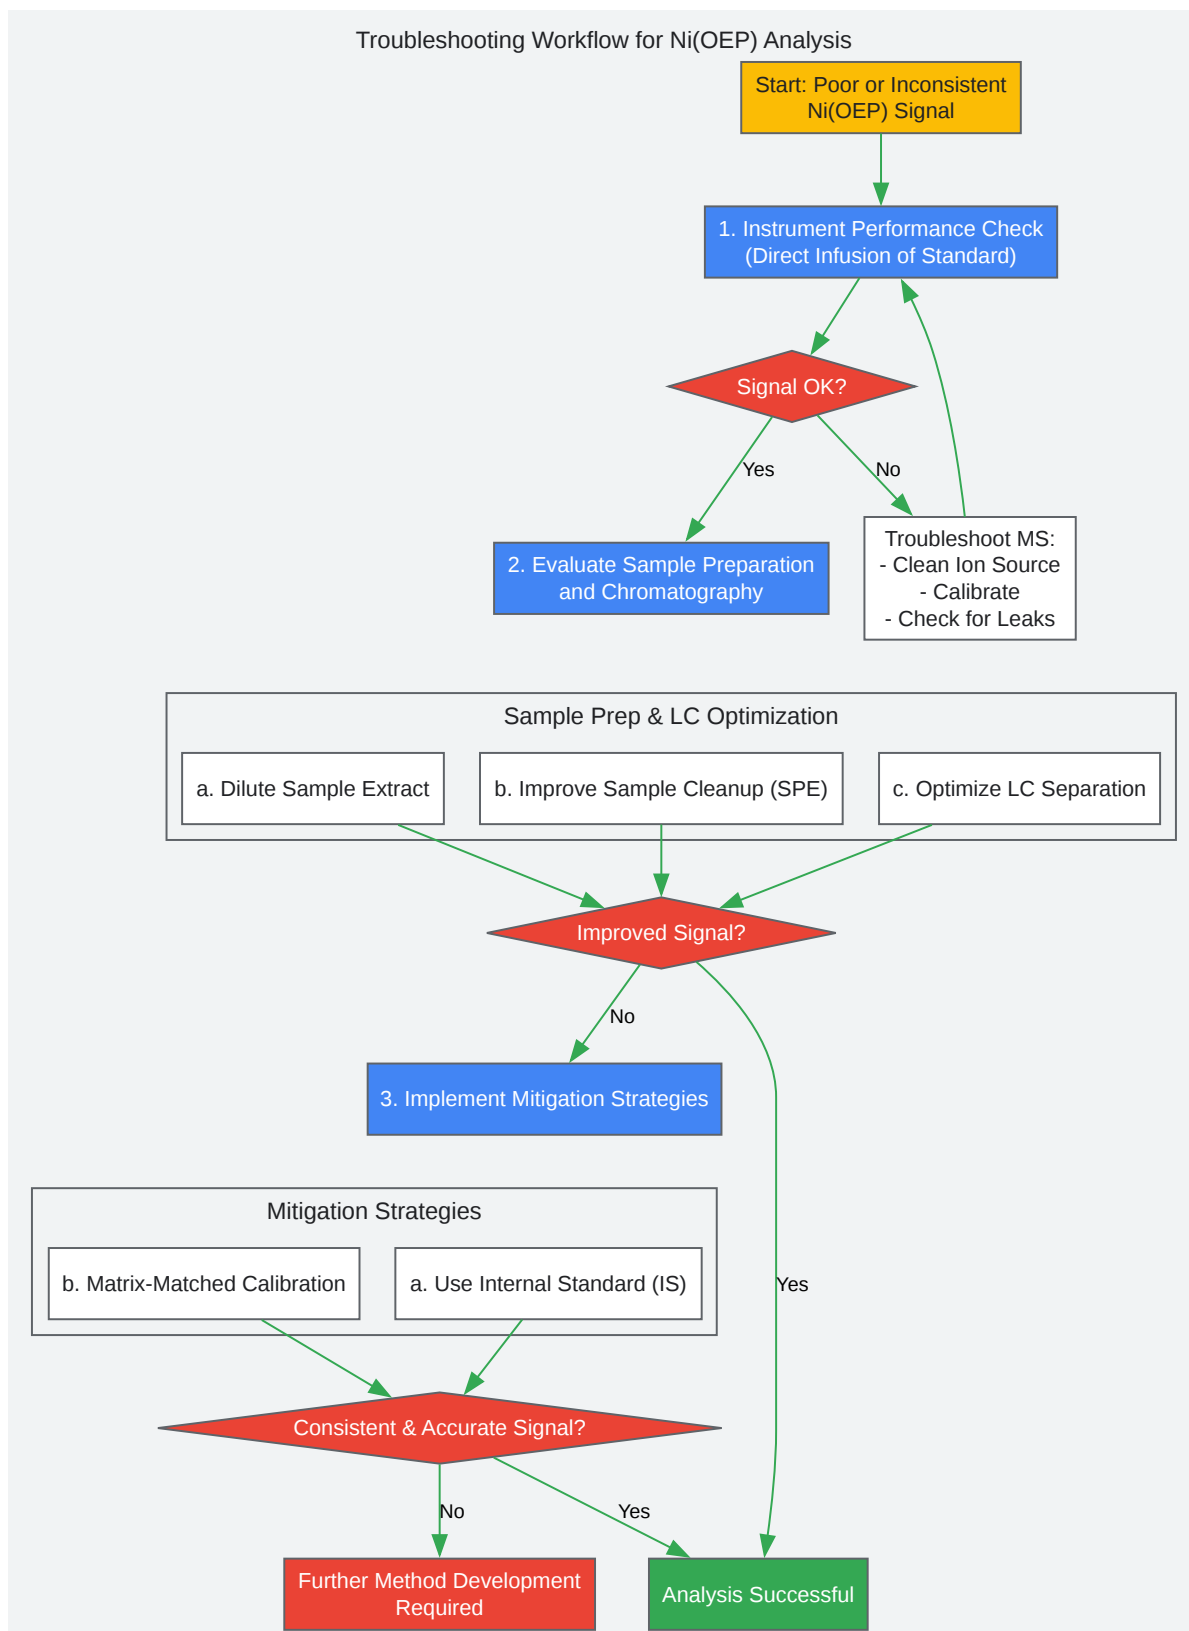 Troubleshooting Workflow for Ni(OEP) Analysis
Start: Poor or Inconsistent
Ni(OEP) Signal
1. Instrument Performance Check
(Direct Infusion of Standard)
Signal OK?
Yes
No
2. Evaluate Sample Preparation
and Chromatography
Troubleshoot MS:
- Clean Ion Source
- Calibrate
- Check for Leaks
Sample Prep & LC Optimization
a. Dilute Sample Extract
b. Improve Sample Cleanup (SPE)
c. Optimize LC Separation
Improved Signal?
No
3. Implement Mitigation Strategies
Mitigation Strategies
b. Matrix-Matched Calibration
a. Use Internal Standard (IS)
Yes
Consistent & Accurate Signal?
No
Yes
Further Method Development
Required
Analysis Successful